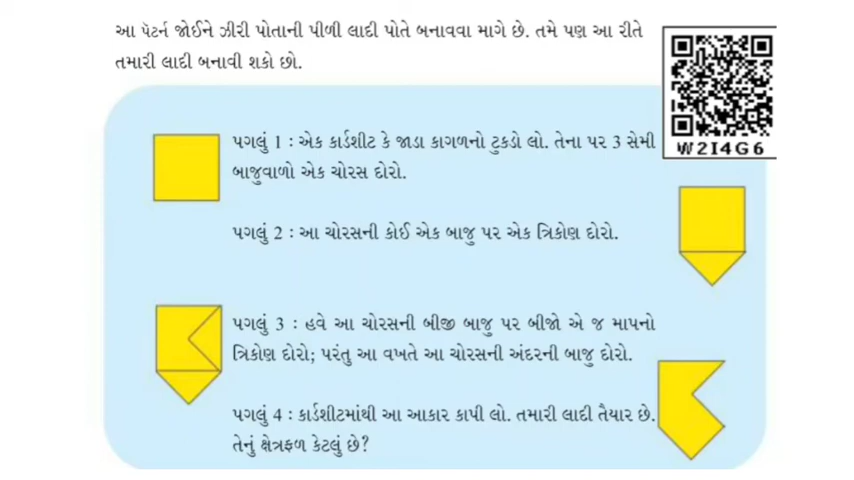 આ પૅટર્ન જોઈને ઝીરી પોતાની પીળી લાદી પોતે બનાવવા માગે છે. તમે પણ આ રીતે
તમારી લાદી બનાવી શકો છો.
W2I4G6
પગલું 1 : એક કાર્ડશીટ કે જાડા કાગળનો ટુકડો લો. તેના પર 3 સેમી
બાજુવાળો એક ચોરસ દોરો.
પગલું 2 : આ ચોરસની કોઈ એક બાજુ પર એક ત્રિકોણ દોરો.
પગલું 3 : હવે આ ચોરસની બીજી બાજુ પર બીજો એ જ માપનો
ત્રિકોણ દોરો; પરંતુ આ વખતે આ ચોરસની અંદરની બાજુ દોરો.
પગલું 4 : કાર્ડશીટમાંથી આ આકાર કાપી લો. તમારી લાદી તૈયાર છે.
તેનું ક્ષેત્રફળ કેટલું છે?